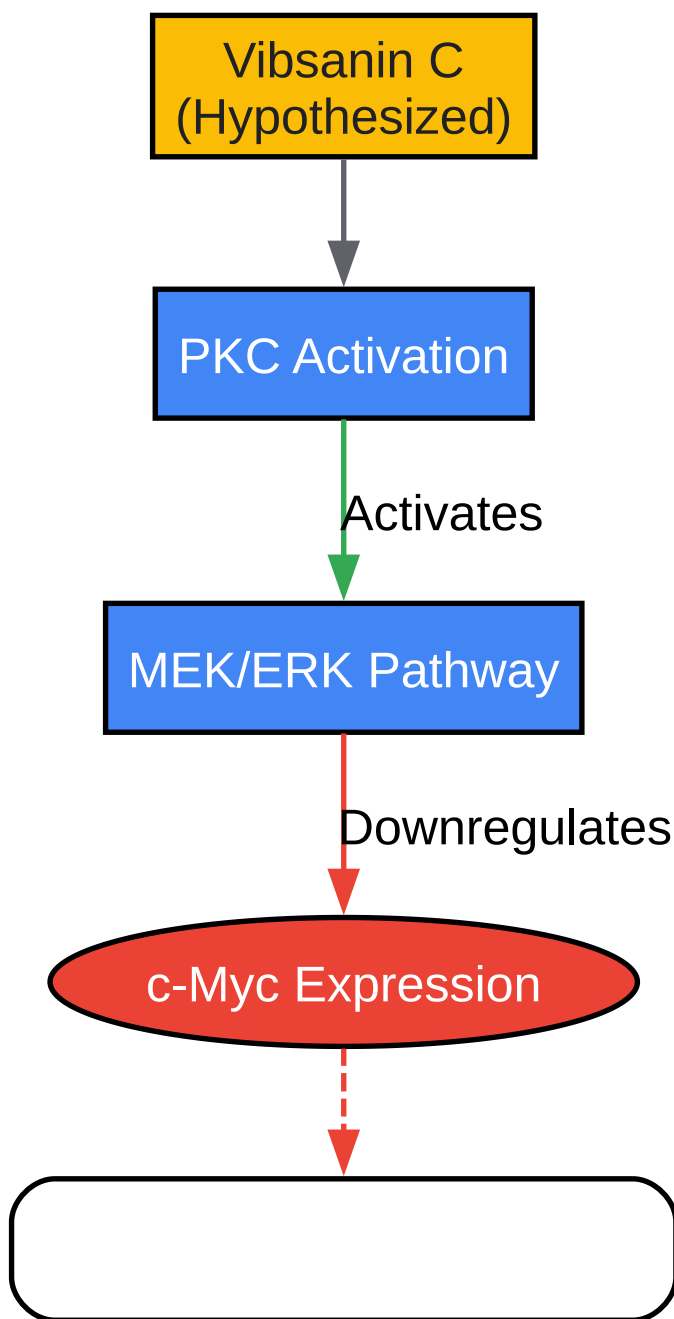 Vibsanin C
(Hypothesized)
PKC Activation
Activates
MEK/ERK Pathway
Downregulates
c-Myc Expression